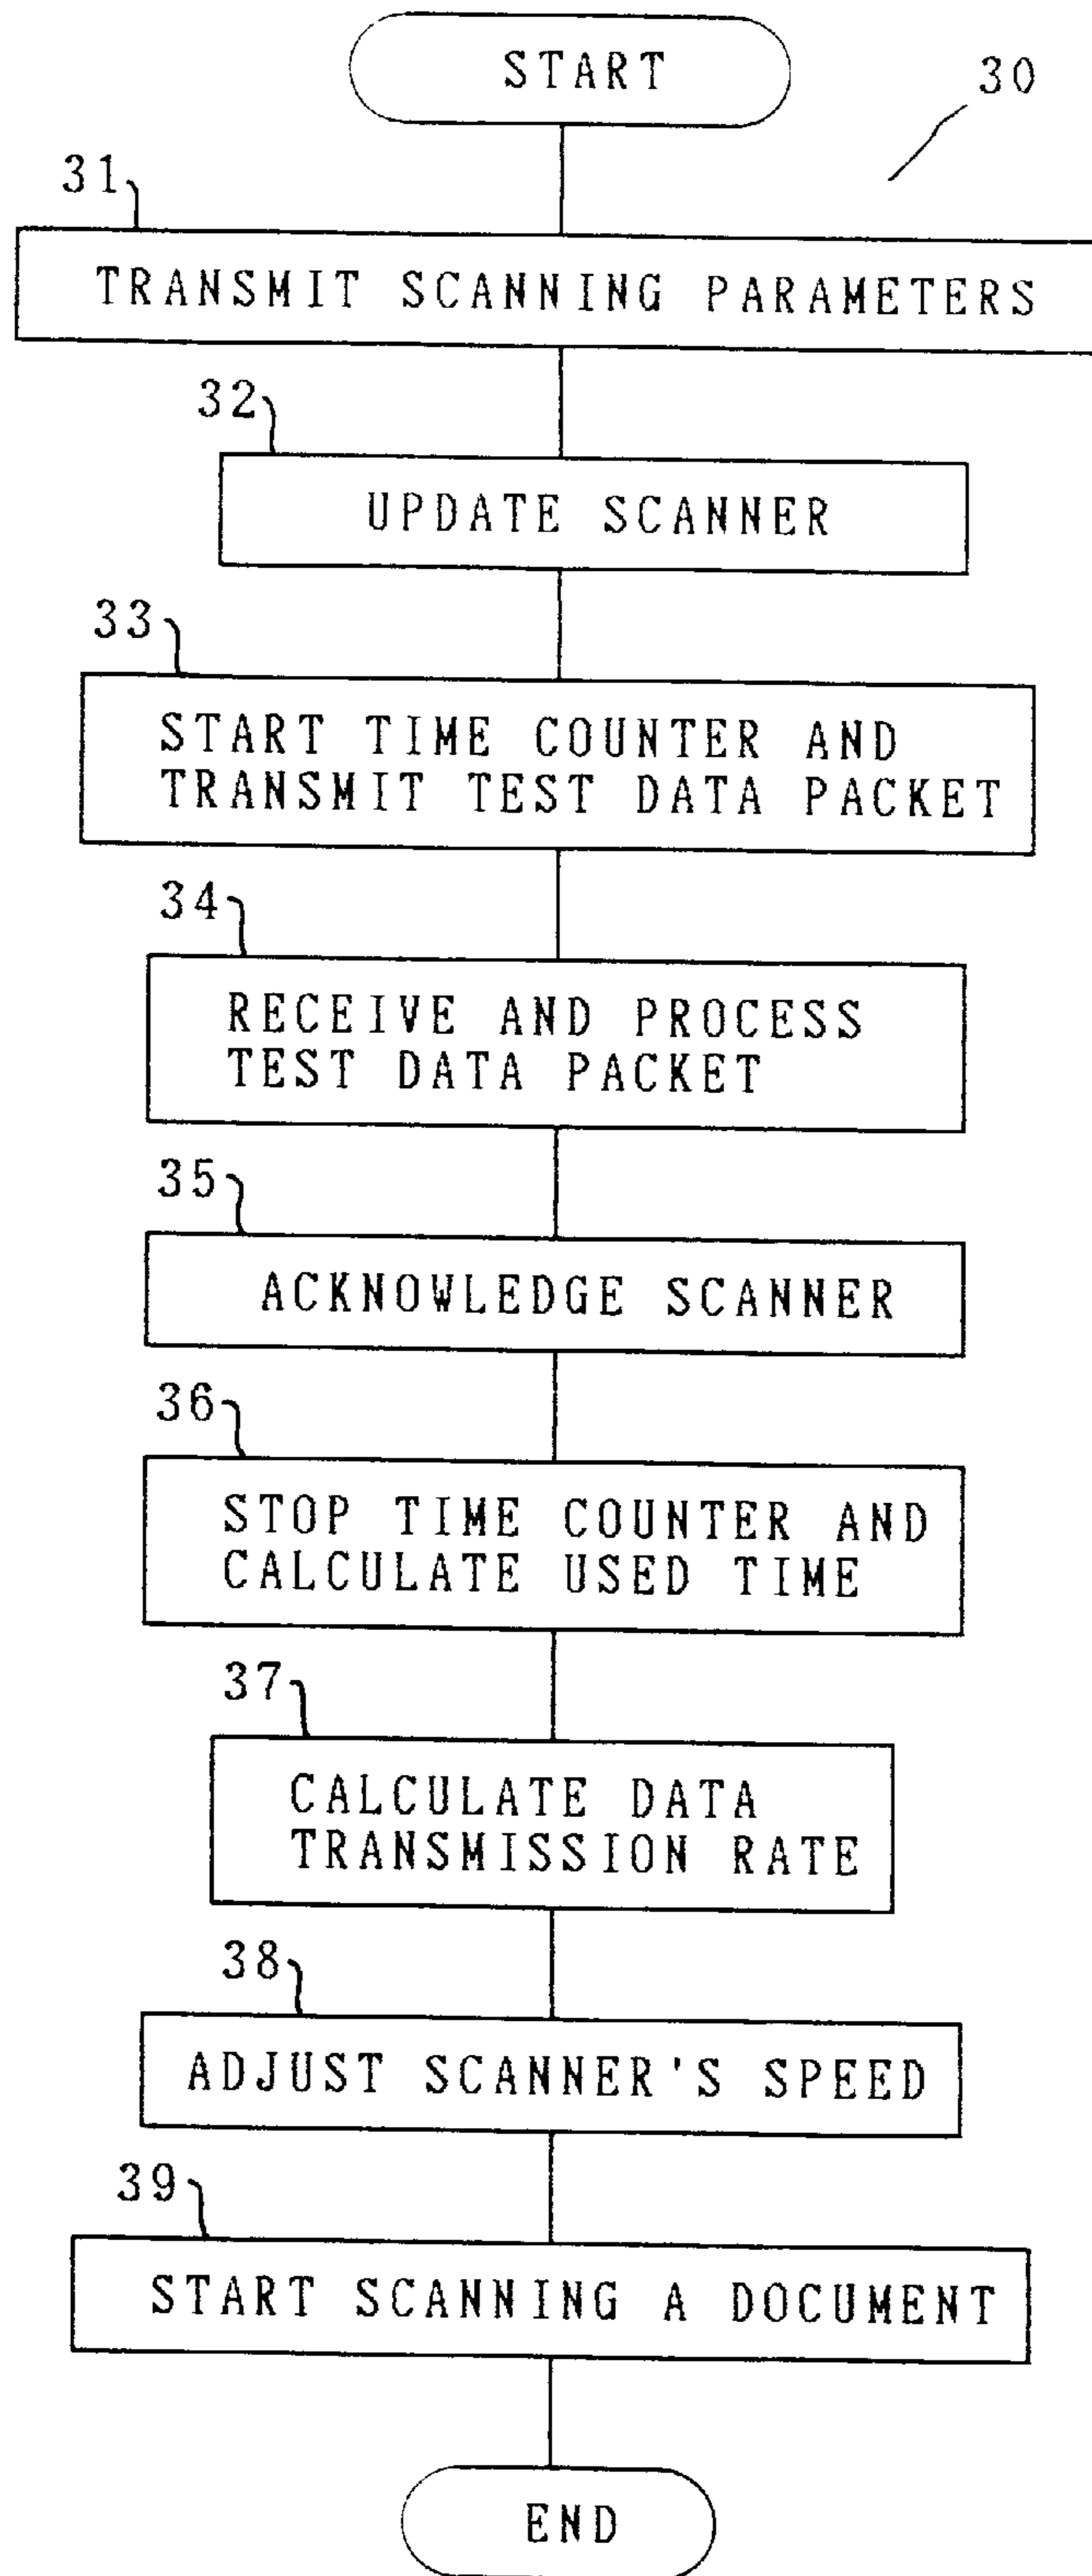 START
30
31
TRANSMIT SCANNING PARAMETERS
32
UPDATE SCANNER
33
START TIME COUNTER AND
TRANSMIT TEST DATA PACKET
34
RECEIVE AND PROCESS
TEST DATA PACKET
35
ACKNOWLEDGE SCANNER
36
STOP TIME COUNTER AND
CALCULATE USED TIME
37
CALCULATE DATA
TRANSMISSION RATE
38
ADJUST SCANNER'S SPEED
39
START SCANNING A DOCUMENT
END